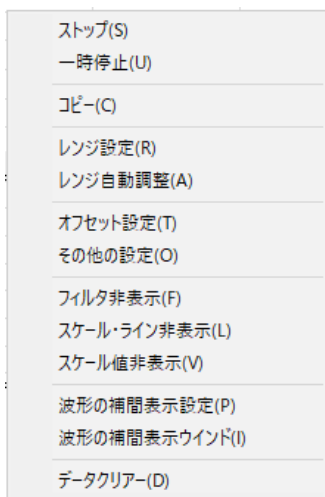 ストップ(S)
一時停止(U)
コピー(C)
レンジ設定(R)
レンジ自動調整(A)
オフセット設定(T)
その他の設定(O)
フィルタ非表示(F)
スケール・ライン非表示(L)
スケール値非表示(V)
波形の補間表示設定(P)
波形の補間表示ウインド(I)
データクリアー(D)